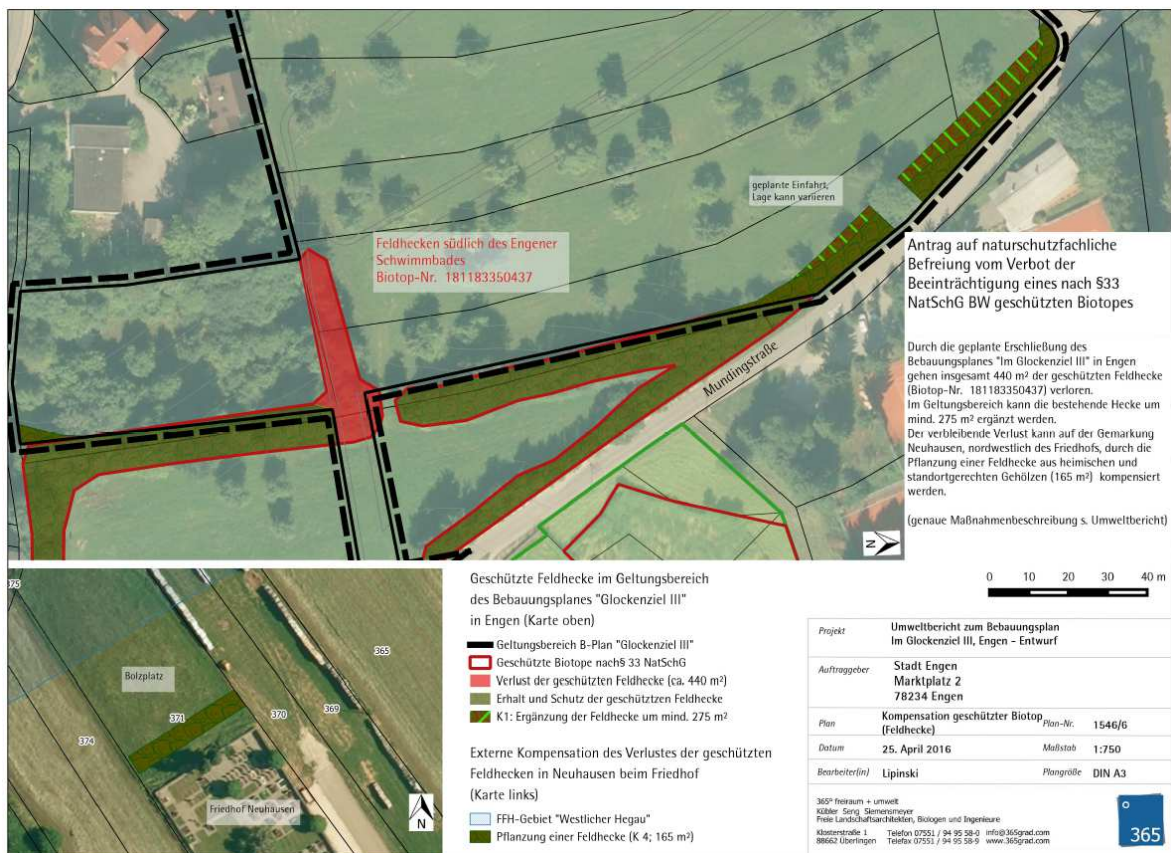 geplante Einfahrt,
Lage kann variieren
Feldhecken südlich des Engener
Schwimmbades
Biotop-Nr. 181183350437
Mundingstraße
N
Antrag auf naturschutzfachliche
Befreiung vom Verbot der
Beeinträchtigung eines nach §33
NatSchG BW geschützten Biotopes
Durch die geplante Erschließung des
Bebauungsplanes "Im Glockenziel III" in Engen
gehen insgesamt 440 m² der geschützten Feldhecke
(Biotop-Nr. 181183350437) verloren.
Im Geltungsbereich kann die bestehende Hecke um
mind. 275 m² ergänzt werden.
Der verbleibende Verlust kann auf der Gemarkung
Neuhausen, nordwestlich des Friedhofs, durch die
Pflanzung einer Feldhecke aus heimischen und
standortgerechten Gehölzen (165 m²) kompensiert
werden.
(genaue Maßnahmenbeschreibung s. Umweltbericht)
375
Bolzplatz
365
371
370
369
374
Friedhof Neuhausen
N
Geschützte Feldhecke im Geltungsbereich
des Bebauungsplanes "Glockenziel III"
in Engen (Karte oben)
Geltungsbereich B-Plan "Glockenziel III"
Geschützte Biotope nach§ 33 NatSchG
Verlust der geschützten Feldhecke (ca. 440 m²)
Erhalt und Schutz der geschütztzen Feldhecke
K1: Ergänzung der Feldhecke um mind. 275 m²
Externe Kompensation des Verlustes der geschützten
Feldhecken in Neuhausen beim Friedhof
(Karte links)
FFH-Gebiet "Westlicher Hegau"
Pflanzung einer Feldhecke (K 4; 165 m²)
0 10 20 30 40 m
Projekt Umweltbericht zum Bebauungsplan
Im Glockenziel III, Engen - Entwurf
Auftraggeber Stadt Engen
Marktplatz 2
78234 Engen
Plan Kompensation geschützter Biotop Plan-Nr. 1546/6
(Feldhecke)
Datum 25. April 2016 Maßstab 1:750
Bearbeiter(in) Lipinski Plangröße DIN A3
365° freiraum + umwelt
Kübler Seng Siemensmeyer
Freie Landschaftsarchitekten, Biologen und Ingenieure
Klosterstraße 1 Telefon 07551 / 94 95 58-0 info@365grad.com
88662 Überlingen Telefax 07551 / 94 95 58-9 www.365grad.com
365